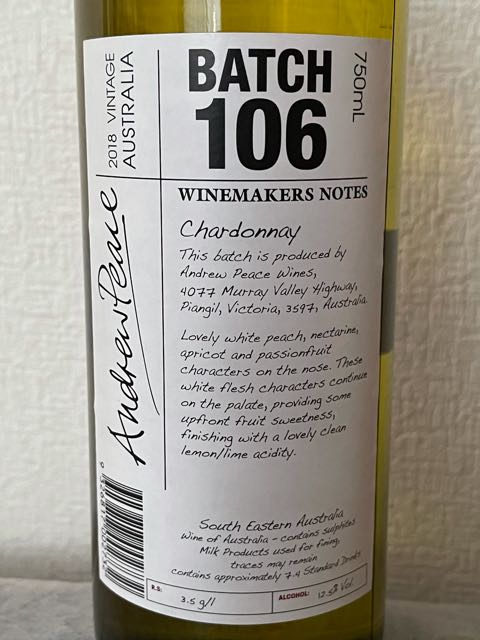 2018 VINTAGE
AUSTRALIA
BATCH
106
750mL
WINEMAKERS NOTES
Andrew Peace
Chardonnay
This batch is produced by
Andrew Peace Wines,
4077 Murray Valley Highway,
Piangil, Victoria, 3597, Australia.
Lovely white peach, nectarine,
apricot and passionfruit
characters on the nose. These
white flesh characters continue
on the palate, providing some
upfront fruit sweetness,
finishing with a lovely clean
lemon/lime acidity.
South Eastern Australia
Wine of Australia - contains sulphites
Milk Products used for fining,
traces may remain
contains approximately 7.4 Standard Drinks
R.S: 3.5 g/l
ALCOHOL: 12.5% Vol.